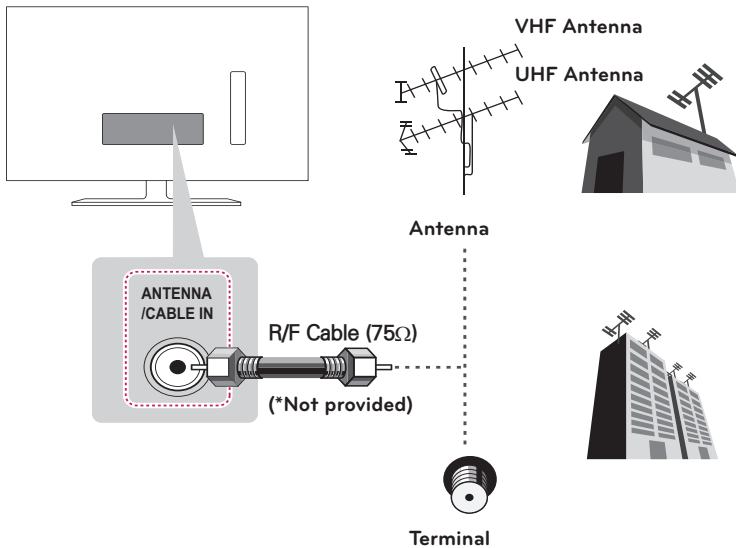 VHF Antenna
UHF Antenna
Antenna
ANTENNA
/CABLE IN
R/F Cable (75Ω)
(*Not provided)
Terminal